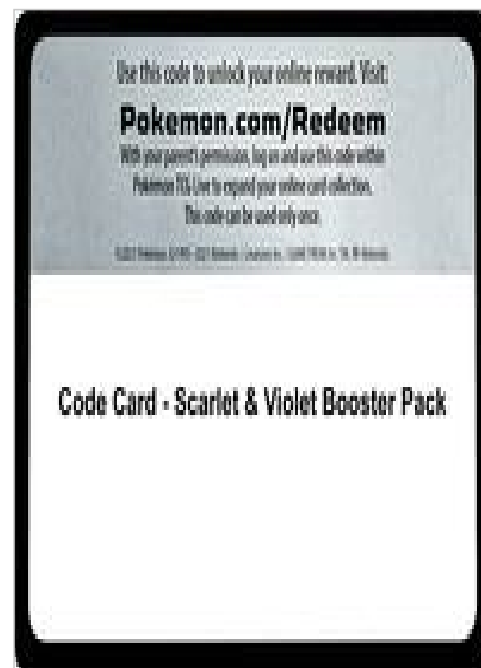 Use this code to unlock your online reward. Visit
Pokemon.com/Redeem
With your parent's permission, log on and use this code within
Pokémon TCG Live to expand your online card collection.
This code can be used only once.
Code Card - Scarlet & Violet Booster Pack